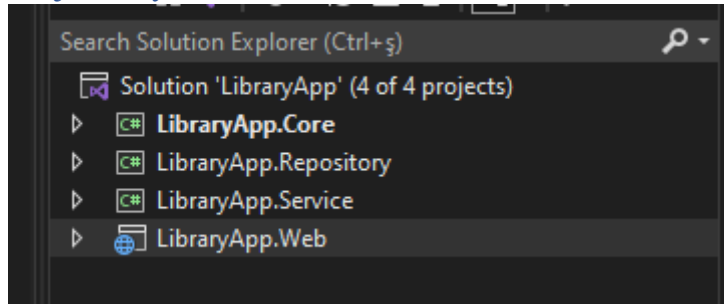 Search Solution Explorer (Ctrl+ş)
Solution 'LibraryApp' (4 of 4 projects)
C# LibraryApp.Core
C# LibraryApp.Repository
C# LibraryApp.Service
LibraryApp.Web